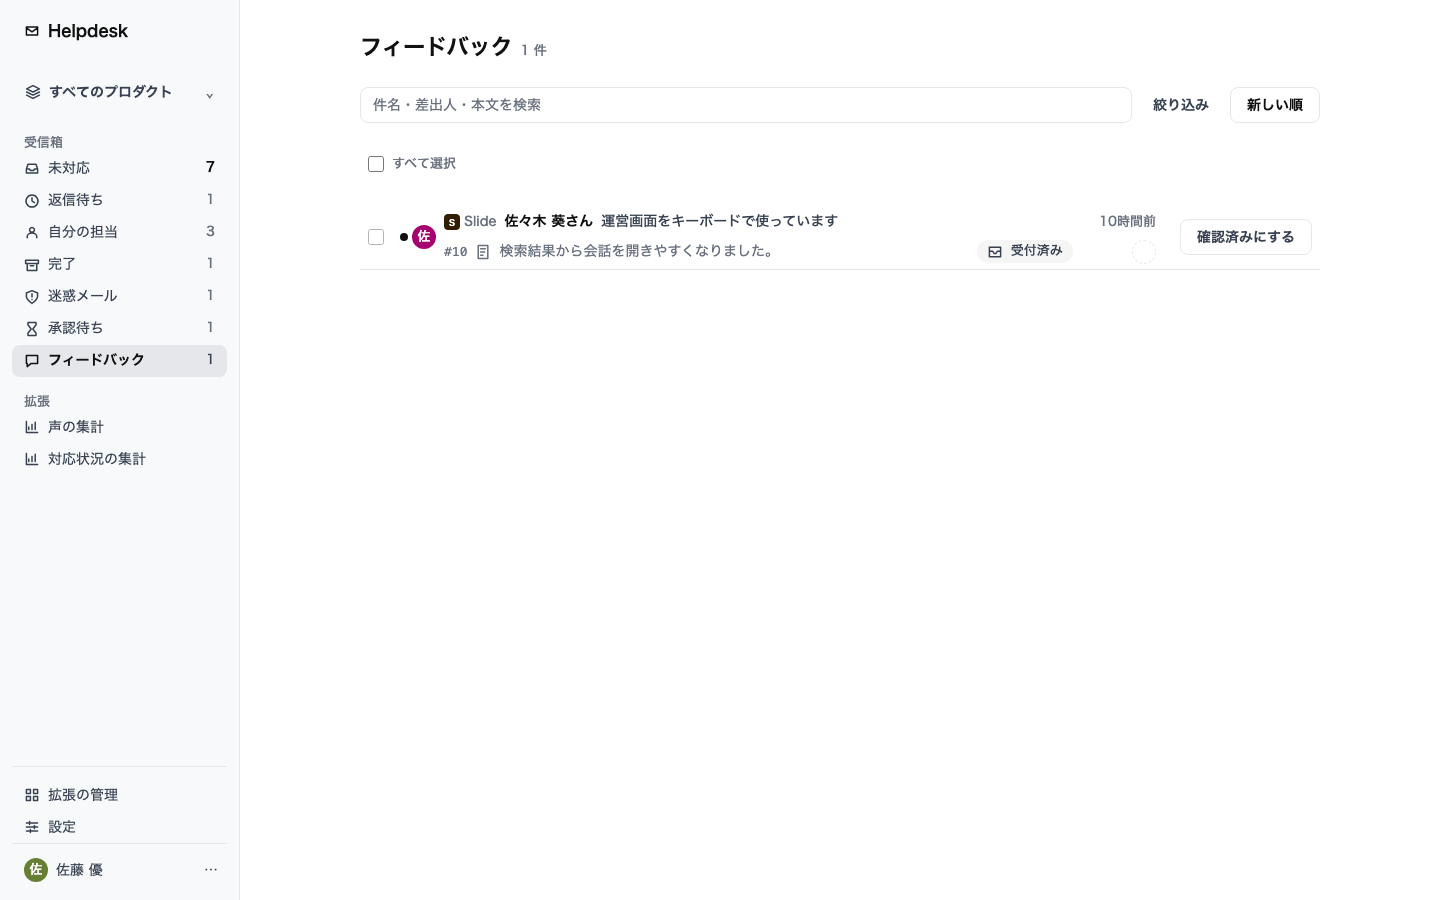 Helpdesk
すべてのプロダクト
受信箱
未対応 7
返信待ち 1
自分の担当 3
完了 1
迷惑メール 1
承認待ち 1
フィードバック 1
拡張
声の集計
対応状況の集計
拡張の管理
設定
佐 佐藤 優 …
フィードバック 1 件
件名・差出人・本文を検索 絞り込み 新しい順
すべて選択
佐 S Slide 佐々木 葵さん 運営画面をキーボードで使っています 10時間前
#10 検索結果から会話を開きやすくなりました。 受付済み
確認済みにする